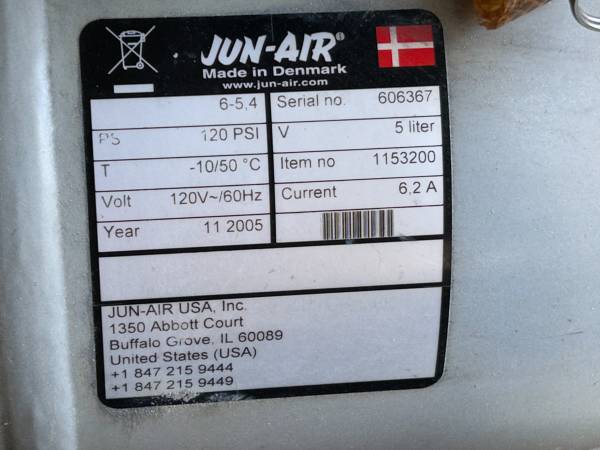 JUN-AIR®
Made in Denmark
www.jun-air.com
6-5,4
PS 120 PSI
T -10/50 °C
Volt 120V~/60Hz
Year 11 2005
Serial no. 606367
V 5 liter
Item no 1153200
Current 6,2 A
JUN-AIR USA, Inc.
1350 Abbott Court
Buffalo Grove, IL 60089
United States (USA)
+1 847 215 9444
+1 847 215 9449